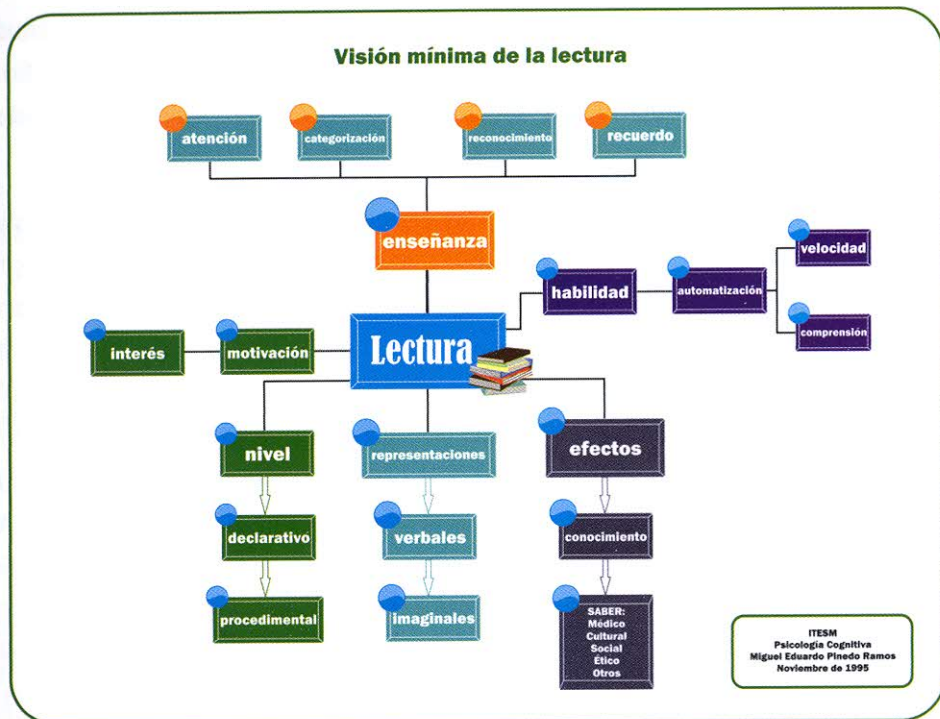 Visión mínima de la lectura
atención
categorización
reconocimiento
recuerdo
enseñanza
velocidad
habilidad
automatización
comprensión
interés
motivación
Lectura
nivel
representaciones
efectos
declarativo
verbales
conocimiento
procedimental
imaginales
SABER:
Médico
Cultural
Social
Ético
Otros
ITESM
Psicología Cognitiva
Miguel Eduardo Pinedo Ramos
Noviembre de 1995